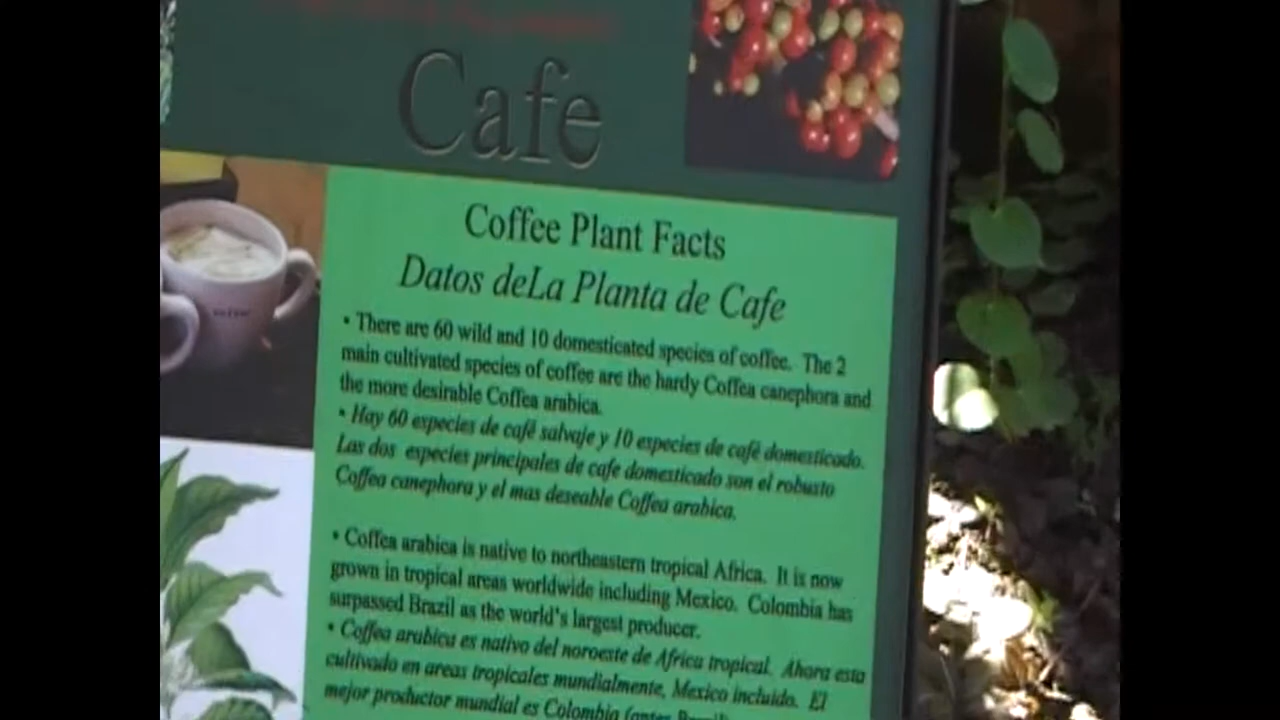 Cafe
Coffee Plant Facts
Datos deLa Planta de Cafe
• There are 60 wild and 10 domesticated species of coffee. The 2
main cultivated species of coffee are the hardy Coffea canephora and
the more desirable Coffea arabica.
• Hay 60 especies de café salvaje y 10 especies de café domesticado.
Las dos especies principales de cafe domesticado son el robusto
Coffea canephora y el mas deseable Coffea arabica.
• Coffea arabica is native to northeastern tropical Africa. It is now
grown in tropical areas worldwide including Mexico. Colombia has
surpassed Brazil as the world's largest producer.
• Coffea arabica es nativo del noroeste de Africa tropical. Ahora esta
cultivado en areas tropicales mundialmente, Mexico incluido. El
mejor productor mundial es Colombia (antes